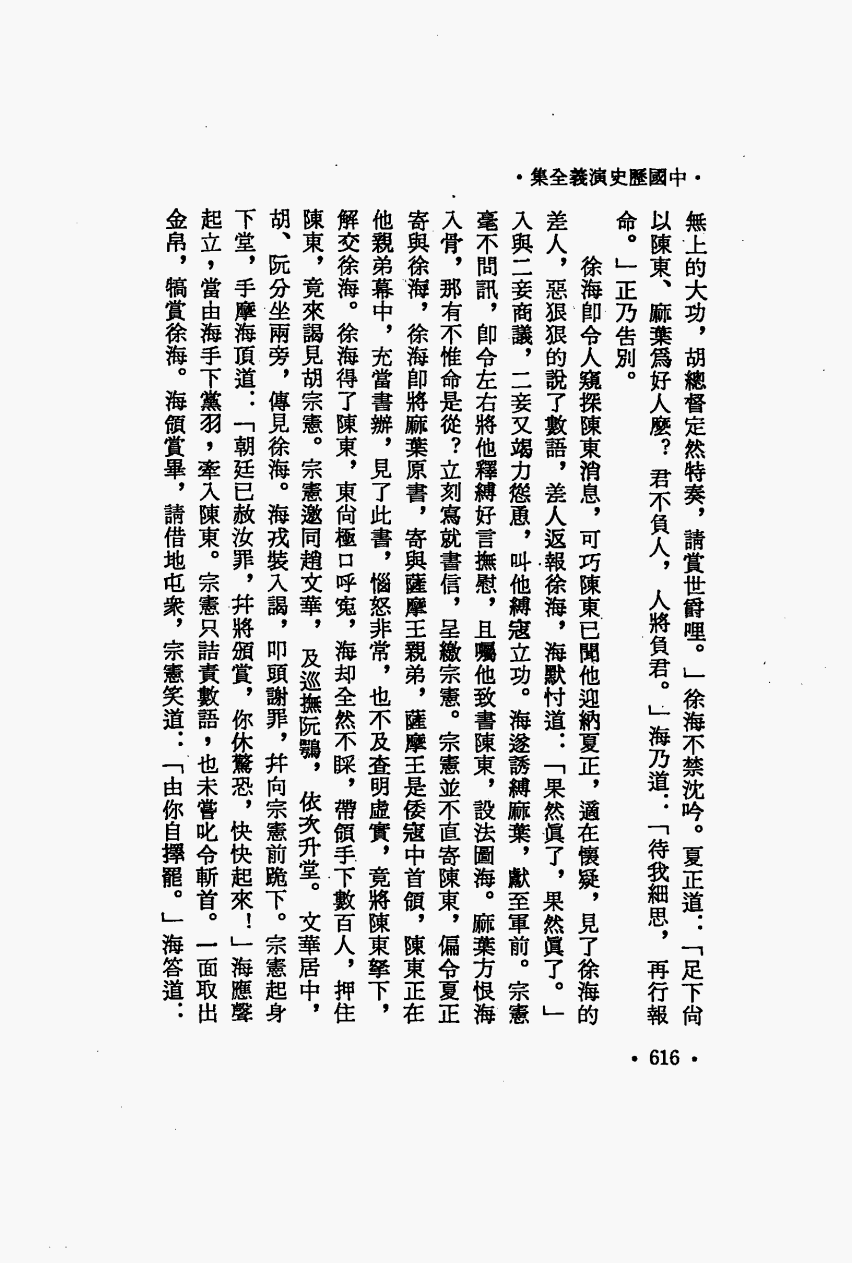 ·中國歷史演義全集·
無上的大功，胡總督定然特奏，請賞世爵哩。」徐海不禁沈吟。夏正道：「足下尙
以陳東、麻葉爲好人麽？君不負人，人將負君。」海乃道：「待我細思，再行報
命。」正乃告別。
徐海卽令人窺探陳東消息，可巧陳東已聞他迎納夏正，適在懷疑，見了徐海的
差人，惡狠狠的說了數語，差人返報徐海，海默忖道：「果然眞了，果然眞了。」
入與二妾商議，二妾又竭力慫恿，叫他縛寇立功。海遂誘縛麻葉，獻至軍前。宗憲
毫不問訊，卽令左右將他釋縛好言撫慰，且囑他致書陳東，設法圖海。麻葉方恨海
入骨，那有不惟命是從？立刻寫就書信，呈繳宗憲。宗憲並不直寄陳東，偏令夏正
寄與徐海，徐海卽將麻葉原書，寄與薩摩王親弟，薩摩王是倭寇中首領，陳東正在
他親弟幕中，充當書辦，見了此書，惱怒非常，也不及查明虛實，竟將陳東拏下，
解交徐海。徐海得了陳東，東尙極口呼寃，海却全然不睬，帶領手下數百人，押住
陳東，竟來謁見胡宗憲。宗憲邀同趙文華，及巡撫阮鶚，依次升堂。文華居中，
胡、阮分坐兩旁，傳見徐海。海戎裝入謁，叩頭謝罪，幷向宗憲前跪下。宗憲起身
下堂，手摩海頂道：「朝廷已赦汝罪，幷將頒賞，你休驚恐，快快起來！」海應聲
起立，當由海手下黨羽，牽入陳東。宗憲只詰責數語，也未嘗叱令斬首。一面取出
金帛，犒賞徐海。海領賞畢，請借地屯衆，宗憲笑道：「由你自擇罷。」海答道：
·616·